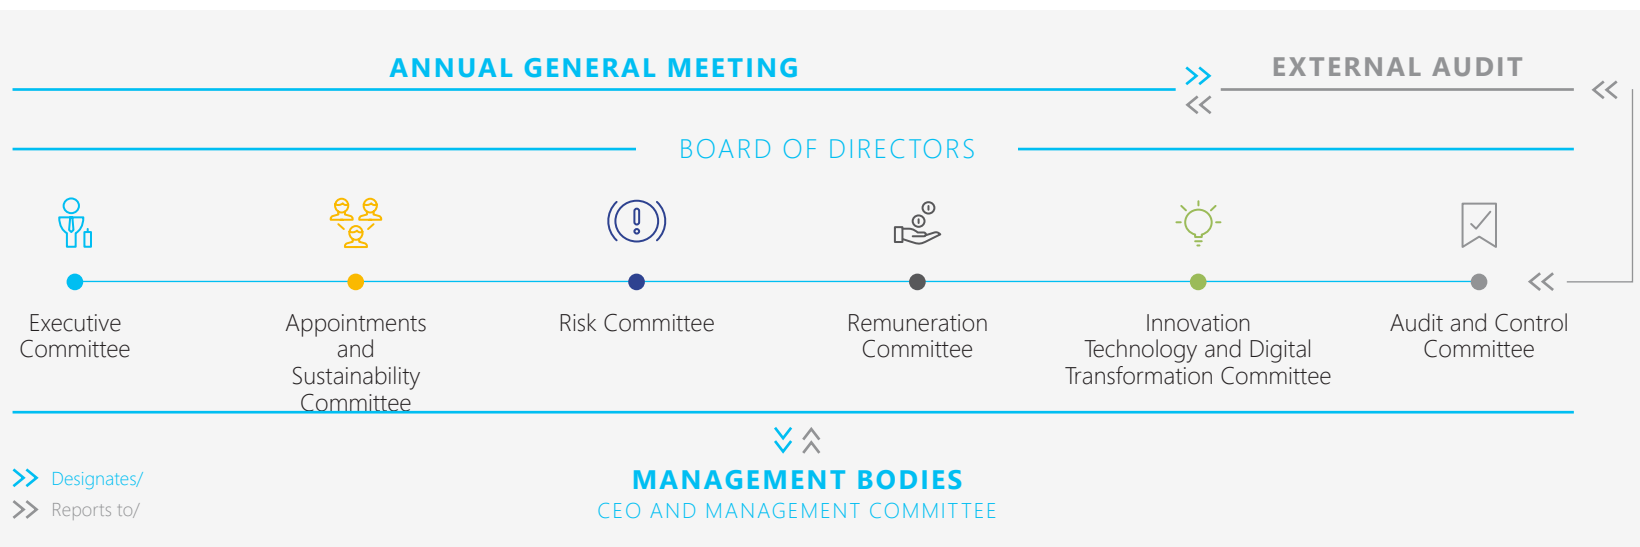 ANNUAL GENERAL MEETING
EXTERNAL AUDIT
BOARD OF DIRECTORS
Executive
Committee
Appointments
and
Sustainability
Committee
Risk Committee
Remuneration
Committee
Innovation
Technology and Digital
Transformation Committee
Audit and Control
Committee
Designates/
Reports to/
MANAGEMENT BODIES
CEO AND MANAGEMENT COMMITTEE